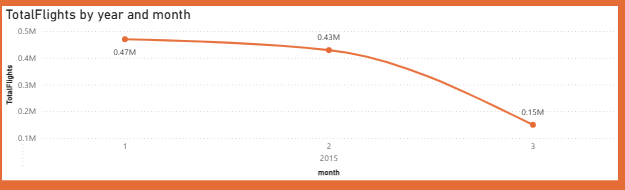 TotalFlights by year and month
0.5M
0.4M
0.3M
0.2M
0.1M
TotalFlights
0.47M
0.43M
0.15M
1
2
3
2015
month